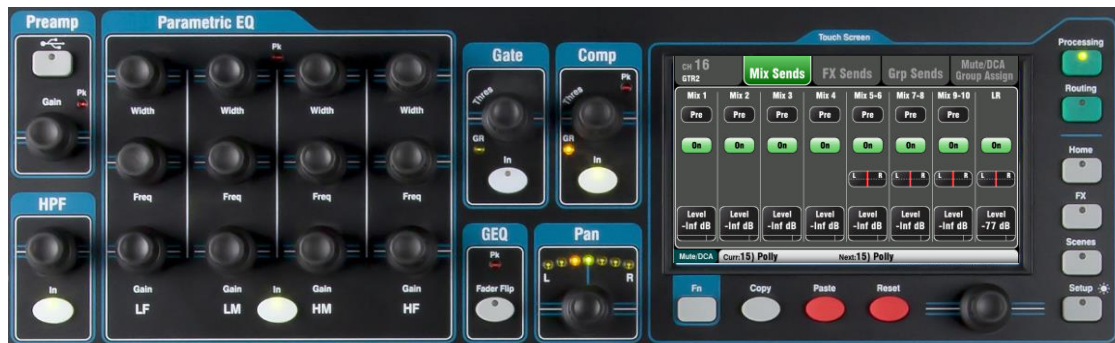 Preamp
Gain
Pk
HPF
In
Parametric EQ
Pk
Width Width Width Width
Freq Freq Freq Freq
Gain Gain In Gain Gain
LF LM HM HF
Gate
Thres
GR
In
Comp
Pk
Thres
GR
In
GEQ
Pk
Fader Flip
Pan
L R
Touch Screen
CH 16
GTR2
Mix Sends
FX Sends
Grp Sends
Mute/DCA
Group Assign
Mix 1 Mix 2 Mix 3 Mix 4 Mix 5-6 Mix 7-8 Mix 9-10 LR
Pre Pre Pre Pre Pre Pre Pre
On On On On On On On On
L R L R L R L R
Level Level Level Level Level Level Level Level
-Inf dB -Inf dB -Inf dB -Inf dB -Inf dB -Inf dB -Inf dB -77 dB
Mute/DCA Curr:15) Polly Next:15) Polly
Fn Copy Paste Reset
Processing
Routing
Home
FX
Scenes
Setup